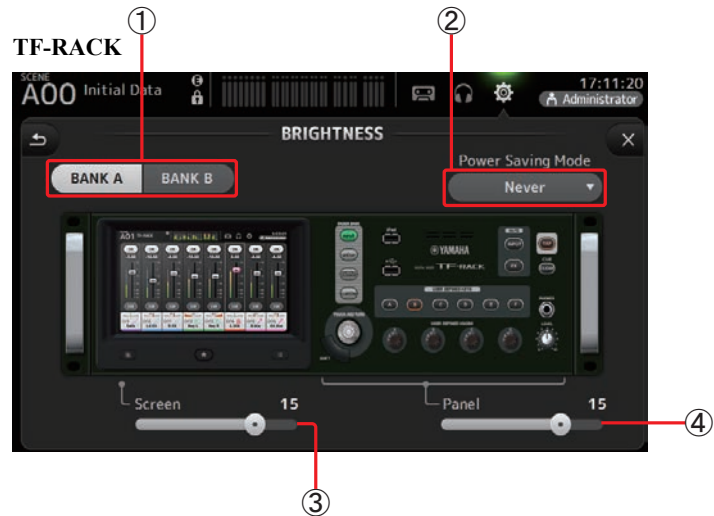 ① ②
TF-RACK
SCENE
A00 Initial Data
17:11:20
Administrator
BRIGHTNESS
BANK A BANK B
Power Saving Mode
Never
YAMAHA
TF-RACK
INPUT
A B C D E F
Screen 15
Panel 15
④
③